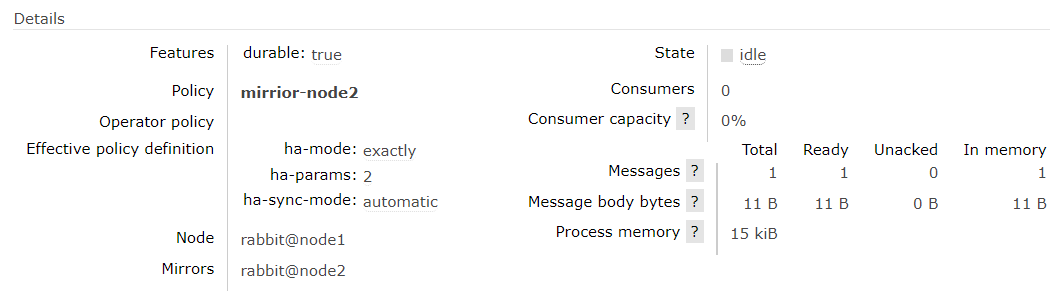 Details
Features durable: true
Policy mirrior-node2
Operator policy
Effective policy definition ha-mode: exactly
ha-params: 2
ha-sync-mode: automatic
Node rabbit@node1
Mirrors rabbit@node2
State idle
Consumers 0
Consumer capacity ? 0%
Total Ready Unacked In memory
Messages ? 1 1 0 1
Message body bytes ? 11 B 11 B 0 B 11 B
Process memory ? 15 kiB